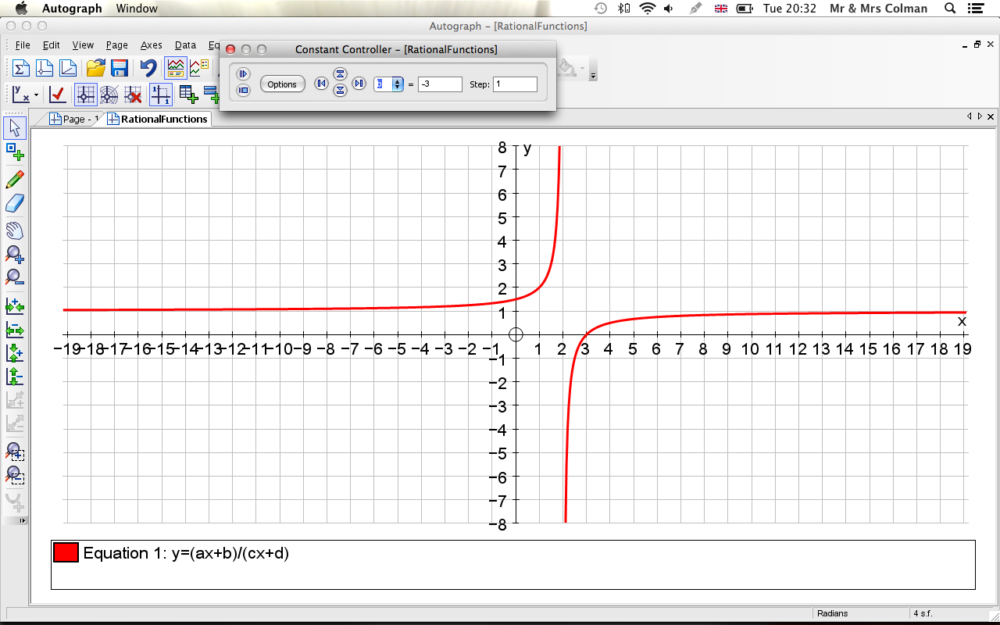 Autograph Window Tue 20:32 Mr & Mrs Colman
Autograph – [RationalFunctions]
File Edit View Page Axes Data Eq
Constant Controller – [RationalFunctions]
Options = -3 Step: 1
Page - 1 RationalFunctions
8 y
7
6
5
4
3
2
1
x
−19 −18 −17 −16 −15 −14 −13 −12 −11 −10 −9 −8 −7 −6 −5 −4 −3 −2 −1 1 2 3 4 5 6 7 8 9 10 11 12 13 14 15 16 17 18 19
−1
−2
−3
−4
−5
−6
−7
−8
Equation 1: y=(ax+b)/(cx+d)
Radians 4 s.f.